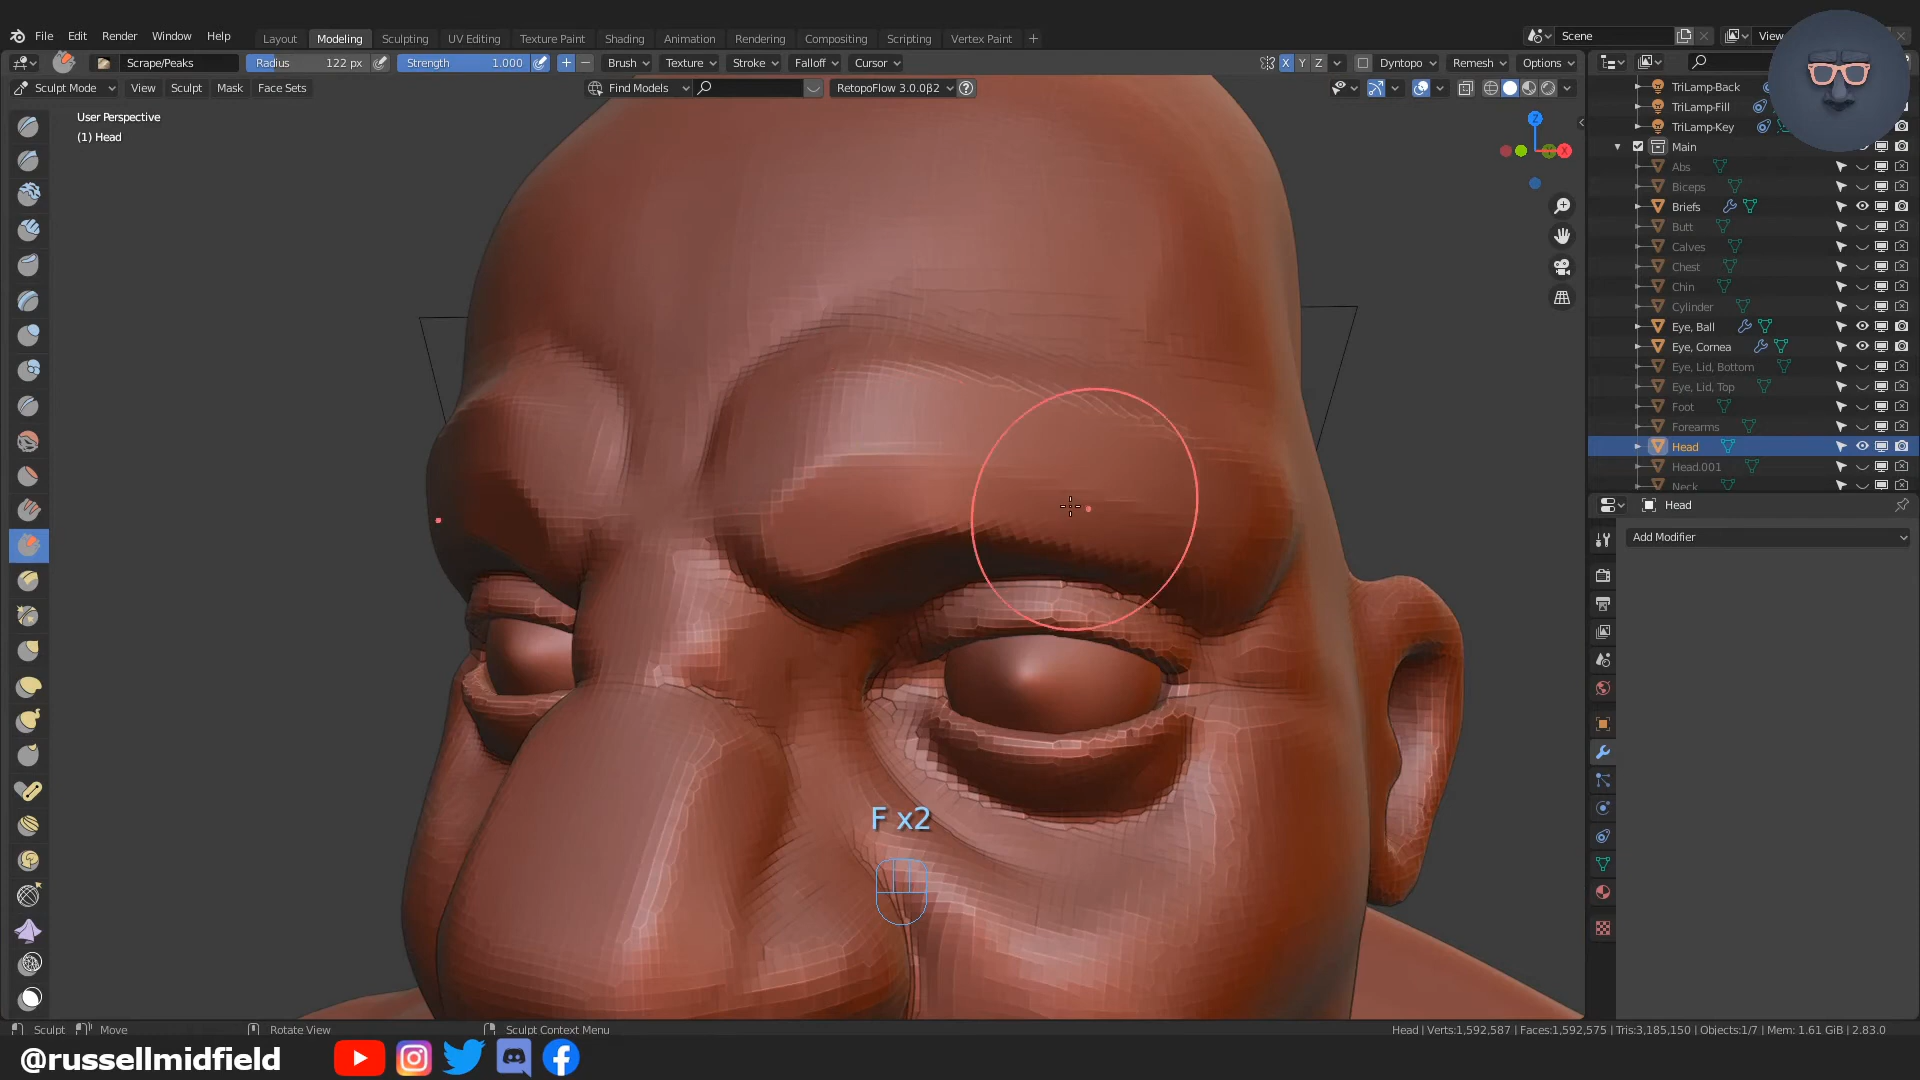 File Edit Render Window Help
Layout Modeling Sculpting UV Editing Texture Paint Shading Animation Rendering Compositing Scripting Vertex Paint +
Scene
View
Scrape/Peaks
Radius 122 px
Strength 1.000
Brush Texture Stroke Falloff Cursor
X Y Z
Dyntopo Remesh Options
Sculpt Mode View Sculpt Mask Face Sets
Find Models
RetopoFlow 3.0.0β2
User Perspective
(1) Head
Z
X
TriLamp-Back
TriLamp-Fill
TriLamp-Key
Main
Abs
Biceps
Briefs
Butt
Calves
Chest
Chin
Cylinder
Eye, Ball
Eye, Cornea
Eye, Lid, Bottom
Eye, Lid, Top
Foot
Forearms
Head
Head.001
Neck
Head
Add Modifier
F x2
Sculpt Move Rotate View Sculpt Context Menu
Head | Verts:1,592,587 | Faces:1,592,575 | Tris:3,185,150 | Objects:1/7 | Mem: 1.61 GiB | 2.83.0
@russellmidfield